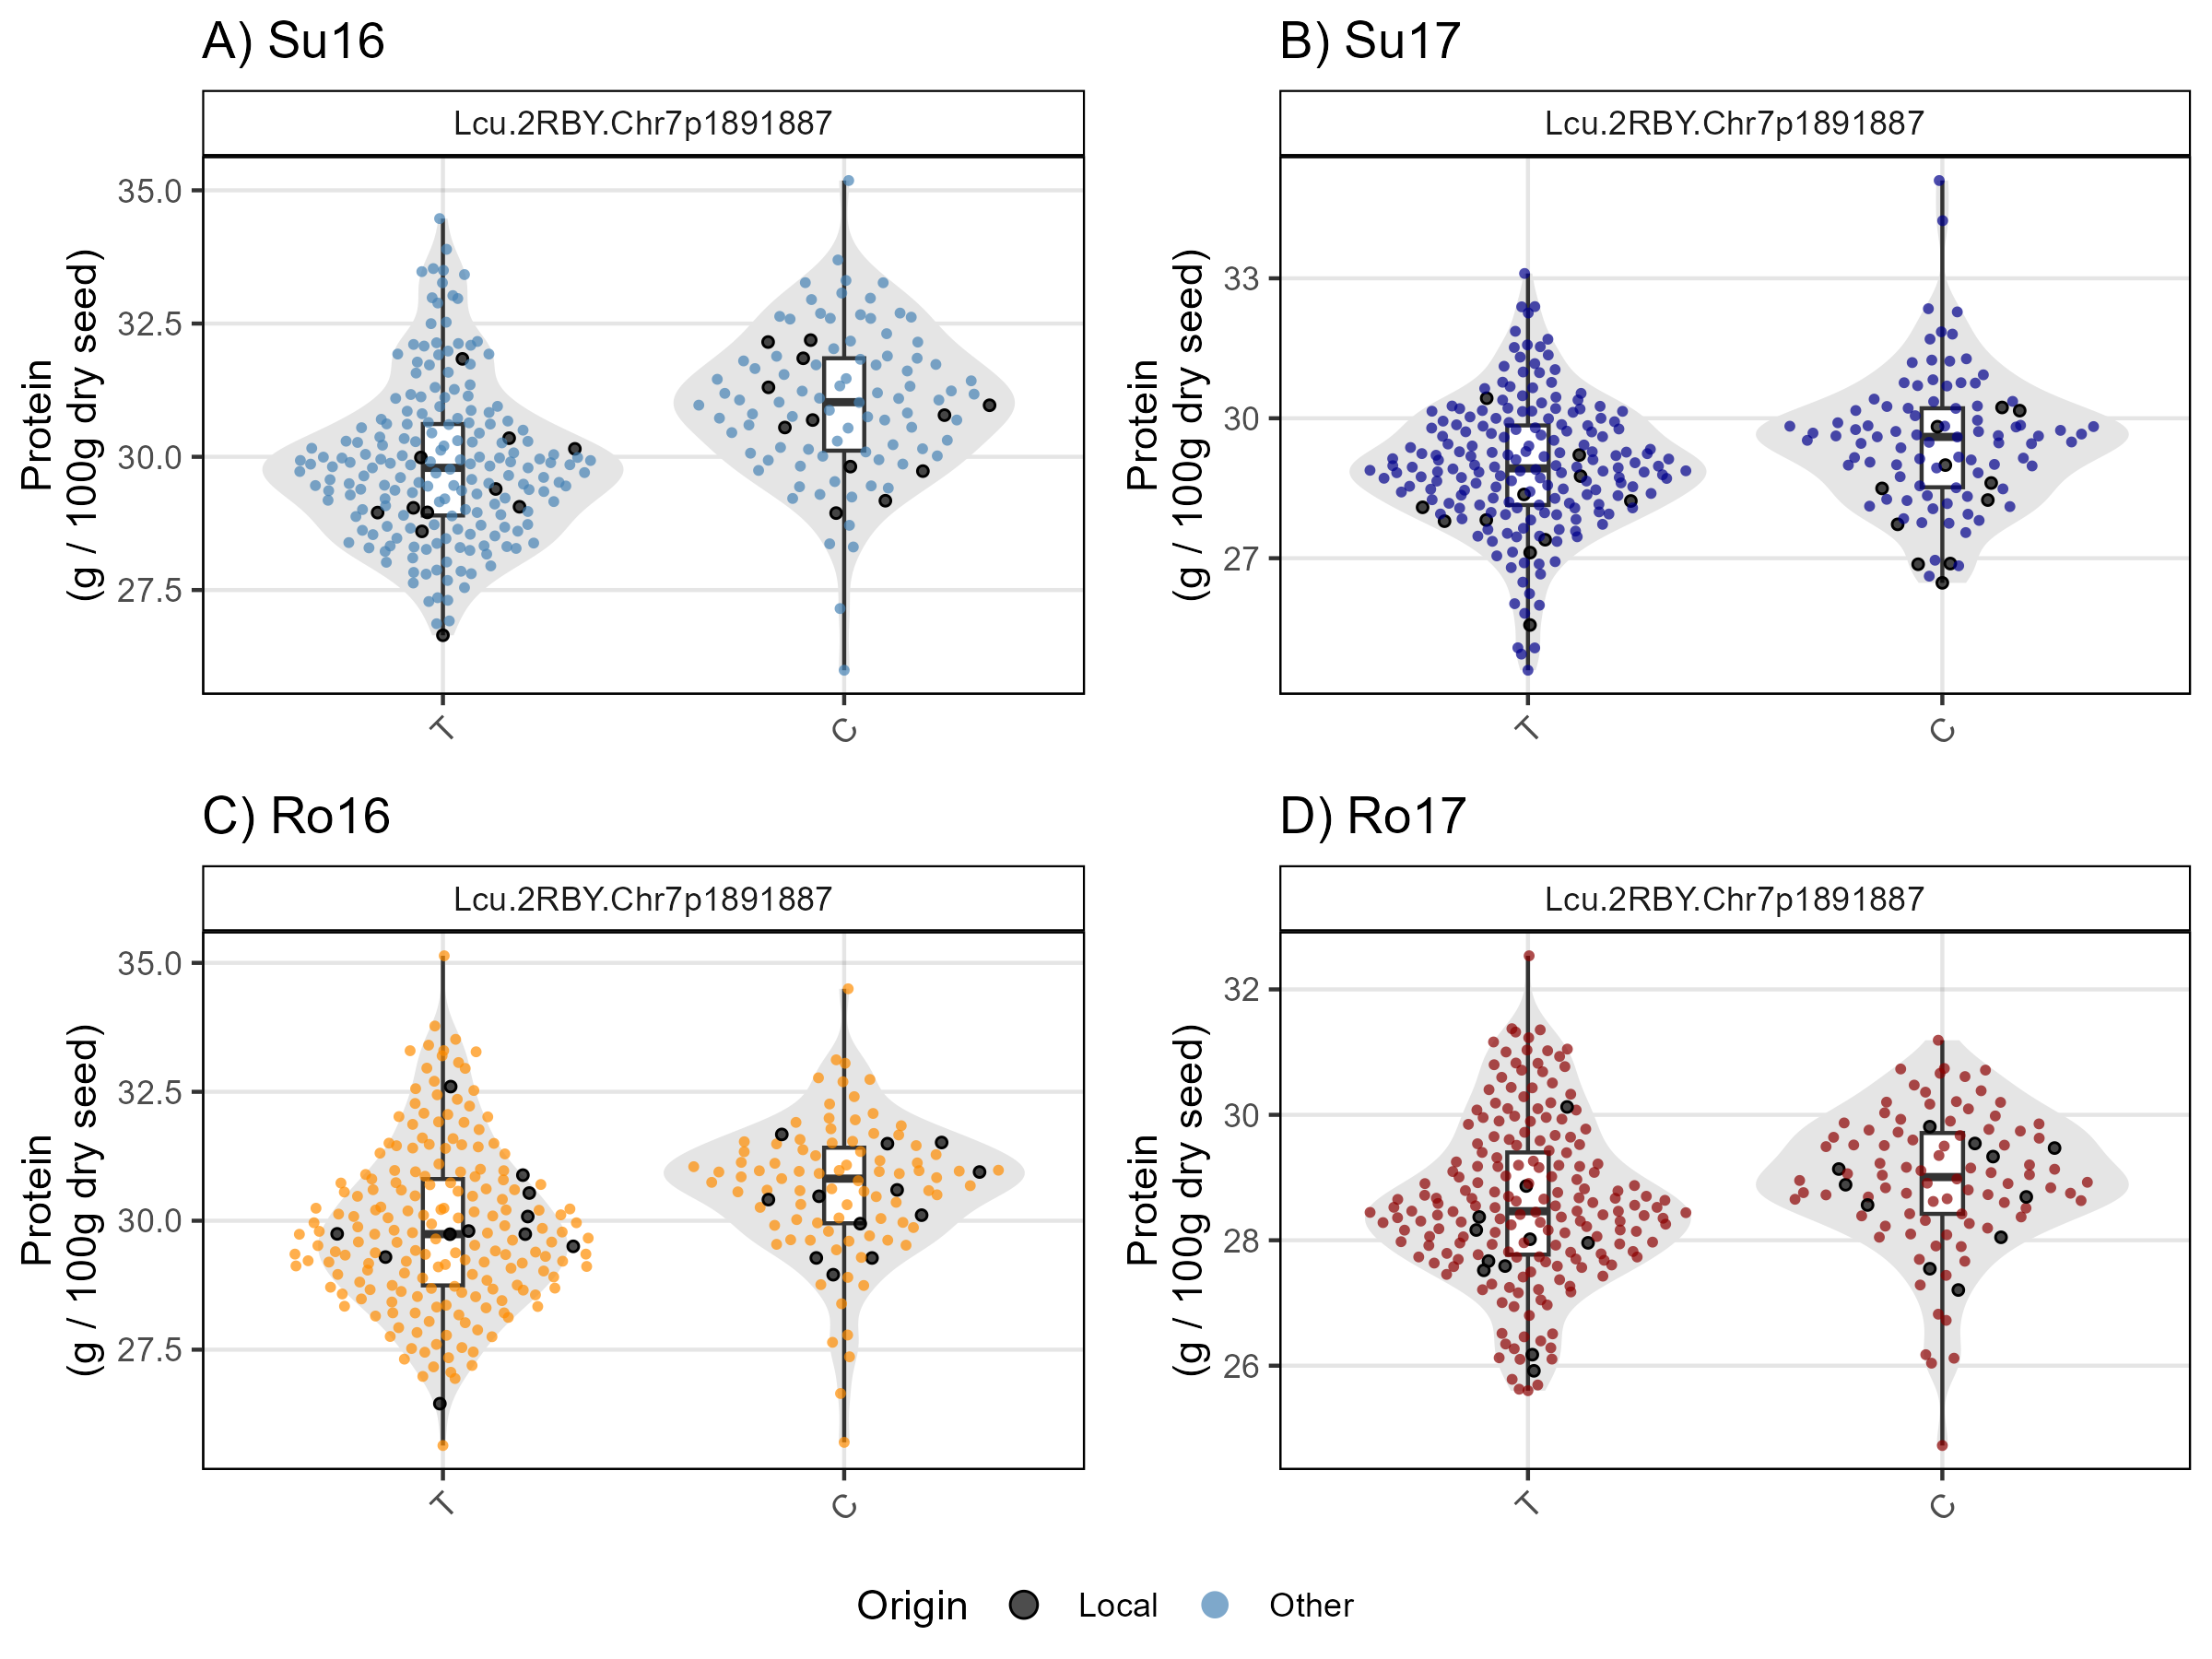 A) Su16
Lcu.2RBY.Chr7p1891887
Protein
(g / 100g dry seed)
35.0
32.5
30.0
27.5
T
C
B) Su17
Lcu.2RBY.Chr7p1891887
Protein
(g / 100g dry seed)
33
30
27
T
C
C) Ro16
Lcu.2RBY.Chr7p1891887
Protein
(g / 100g dry seed)
35.0
32.5
30.0
27.5
T
C
D) Ro17
Lcu.2RBY.Chr7p1891887
Protein
(g / 100g dry seed)
32
30
28
26
T
C
Origin Local Other